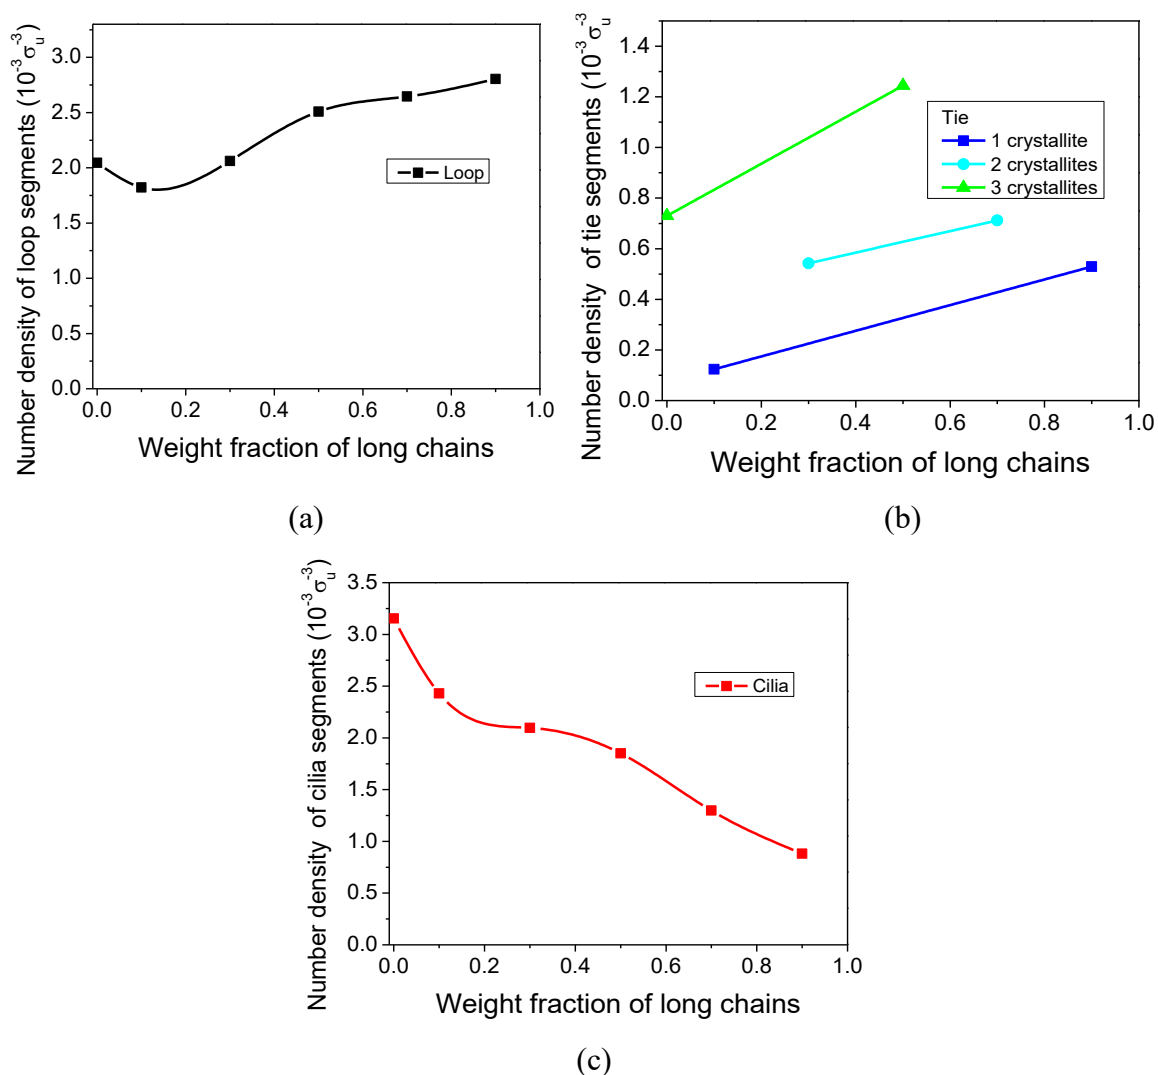 3.0
2.5
2.0
1.5
1.0
0.5
0.0
0.0 0.2 0.4 0.6 0.8 1.0
Number density of loop segments (10⁻³σᵤ⁻³)
Weight fraction of long chains
Loop
(a)
1.4
1.2
1.0
0.8
0.6
0.4
0.2
0.0
0.0 0.2 0.4 0.6 0.8 1.0
Number density of tie segments (10⁻³σᵤ⁻³)
Weight fraction of long chains
Tie
1 crystallite
2 crystallites
3 crystallites
(b)
3.5
3.0
2.5
2.0
1.5
1.0
0.5
0.0
0.0 0.2 0.4 0.6 0.8 1.0
Number density of cilia segments (10⁻³σᵤ⁻³)
Weight fraction of long chains
Cilia
(c)